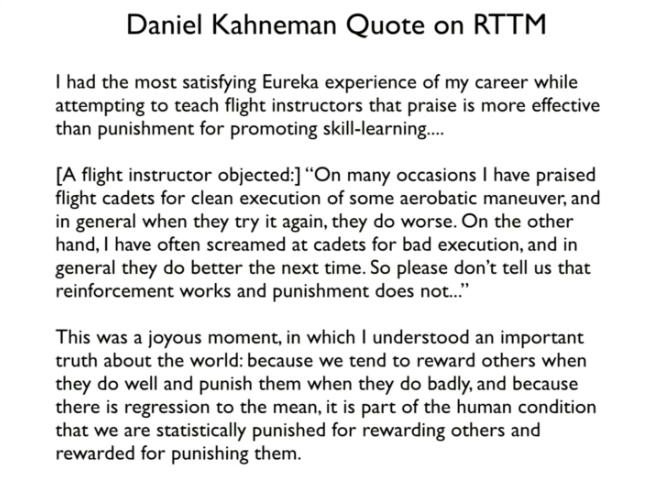 Daniel Kahneman Quote on RTTM
I had the most satisfying Eureka experience of my career while
attempting to teach flight instructors that praise is more effective
than punishment for promoting skill-learning....
[A flight instructor objected:] “On many occasions I have praised
flight cadets for clean execution of some aerobatic maneuver, and
in general when they try it again, they do worse. On the other
hand, I have often screamed at cadets for bad execution, and in
general they do better the next time. So please don’t tell us that
reinforcement works and punishment does not...”
This was a joyous moment, in which I understood an important
truth about the world: because we tend to reward others when
they do well and punish them when they do badly, and because
there is regression to the mean, it is part of the human condition
that we are statistically punished for rewarding others and
rewarded for punishing them.